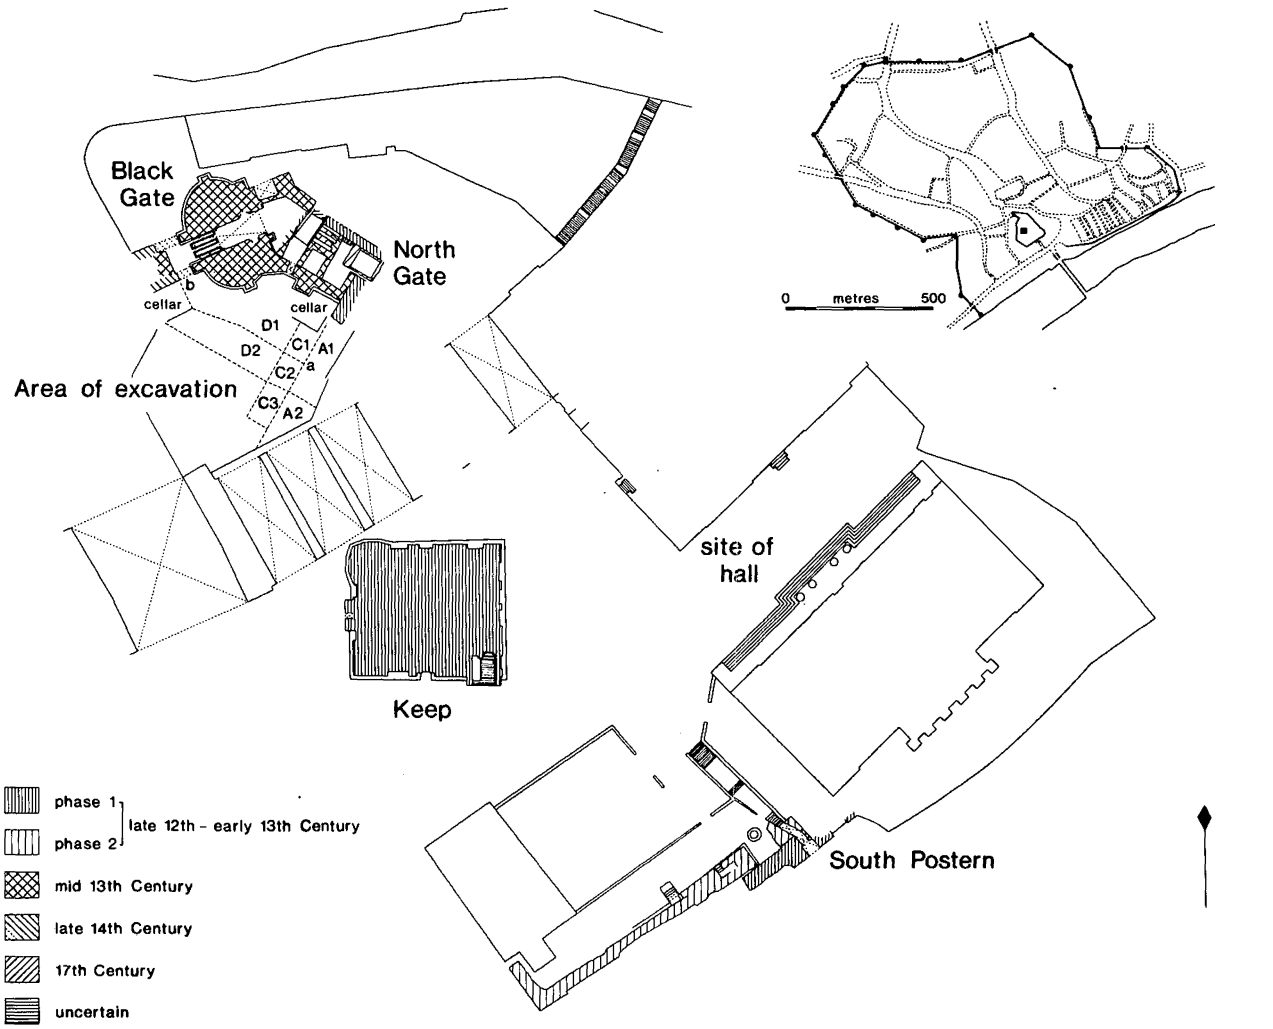 Black
Gate
North
Gate
b
cellar
cellar
D1
C1
A1
D2
a
C2
C3
A2
Area of excavation
0 metres 500
site of
hall
Keep
South Postern
phase 1
late 12th - early 13th Century
phase 2
mid 13th Century
late 14th Century
17th Century
uncertain